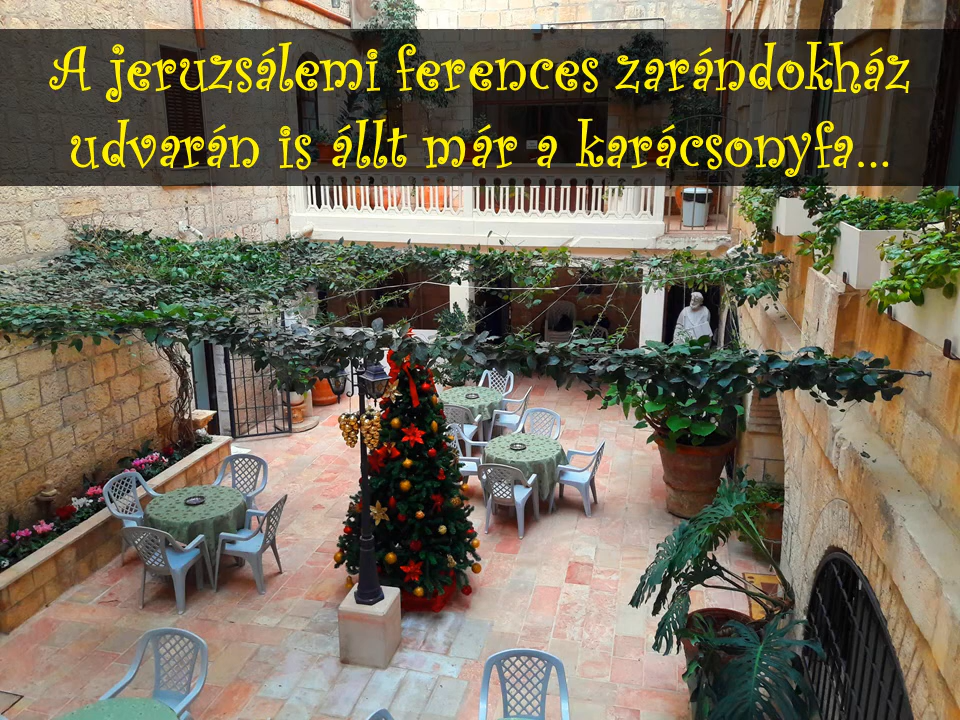 A jeruzsálemi ferences zarándokház
udvarán is állt már a karácsonyfa...